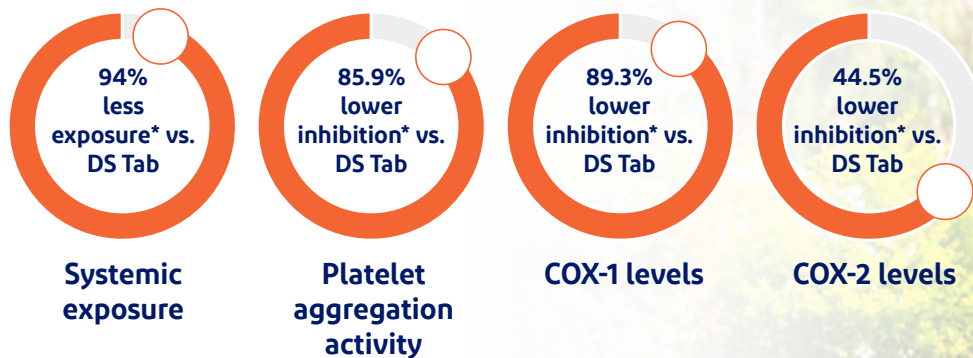 94%
less
exposure* vs.
DS Tab
Systemic
exposure
85.9%
lower
inhibition* vs.
DS Tab
Platelet
aggregation
activity
89.3%
lower
inhibition* vs.
DS Tab
COX-1 levels
44.5%
lower
inhibition* vs.
DS Tab
COX-2 levels